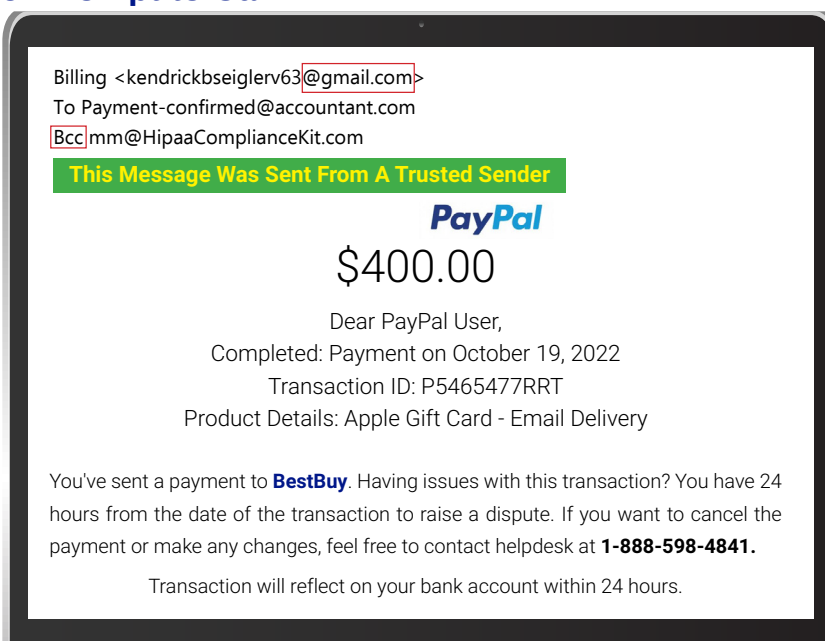 Billing <kendrickbseiglerv63@gmail.com>
To Payment-confirmed@accountant.com
Bcc mm@HipaaComplianceKit.com
This Message Was Sent From A Trusted Sender
PayPal
$400.00
Dear PayPal User,
Completed: Payment on October 19, 2022
Transaction ID: P5465477RRT
Product Details: Apple Gift Card - Email Delivery
You've sent a payment to BestBuy. Having issues with this transaction? You have 24
hours from the date of the transaction to raise a dispute. If you want to cancel the
payment or make any changes, feel free to contact helpdesk at 1-888-598-4841.
Transaction will reflect on your bank account within 24 hours.